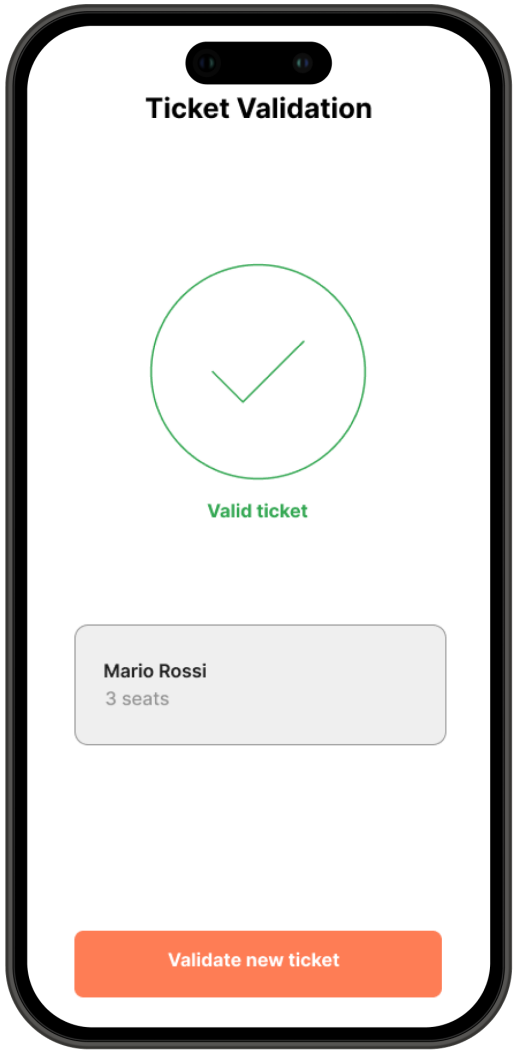 Ticket Validation
Valid ticket
Mario Rossi
3 seats
Validate new ticket